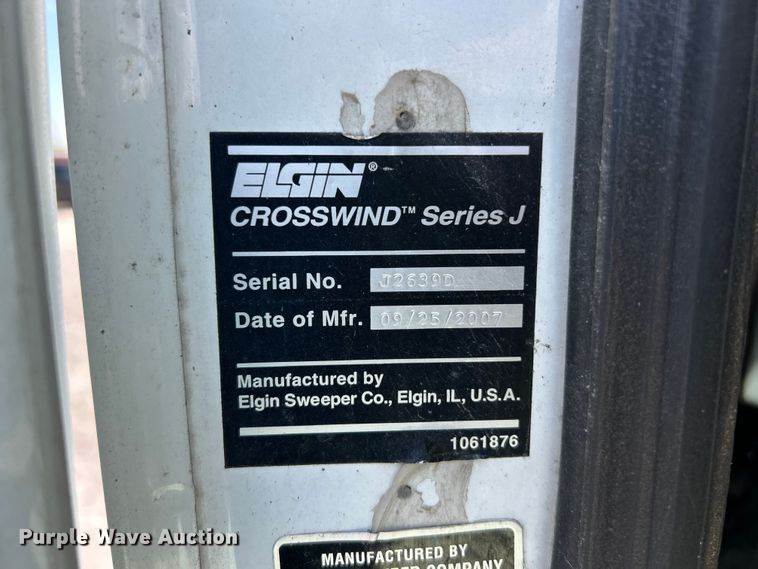 ELGIN®
CROSSWIND™ Series J
Serial No. J2639D
Date of Mfr. 09/25/2007
Manufactured by
Elgin Sweeper Co., Elgin, IL, U.S.A.
1061876
Purple Wave Auction
MANUFACTURED BY
COMPANY